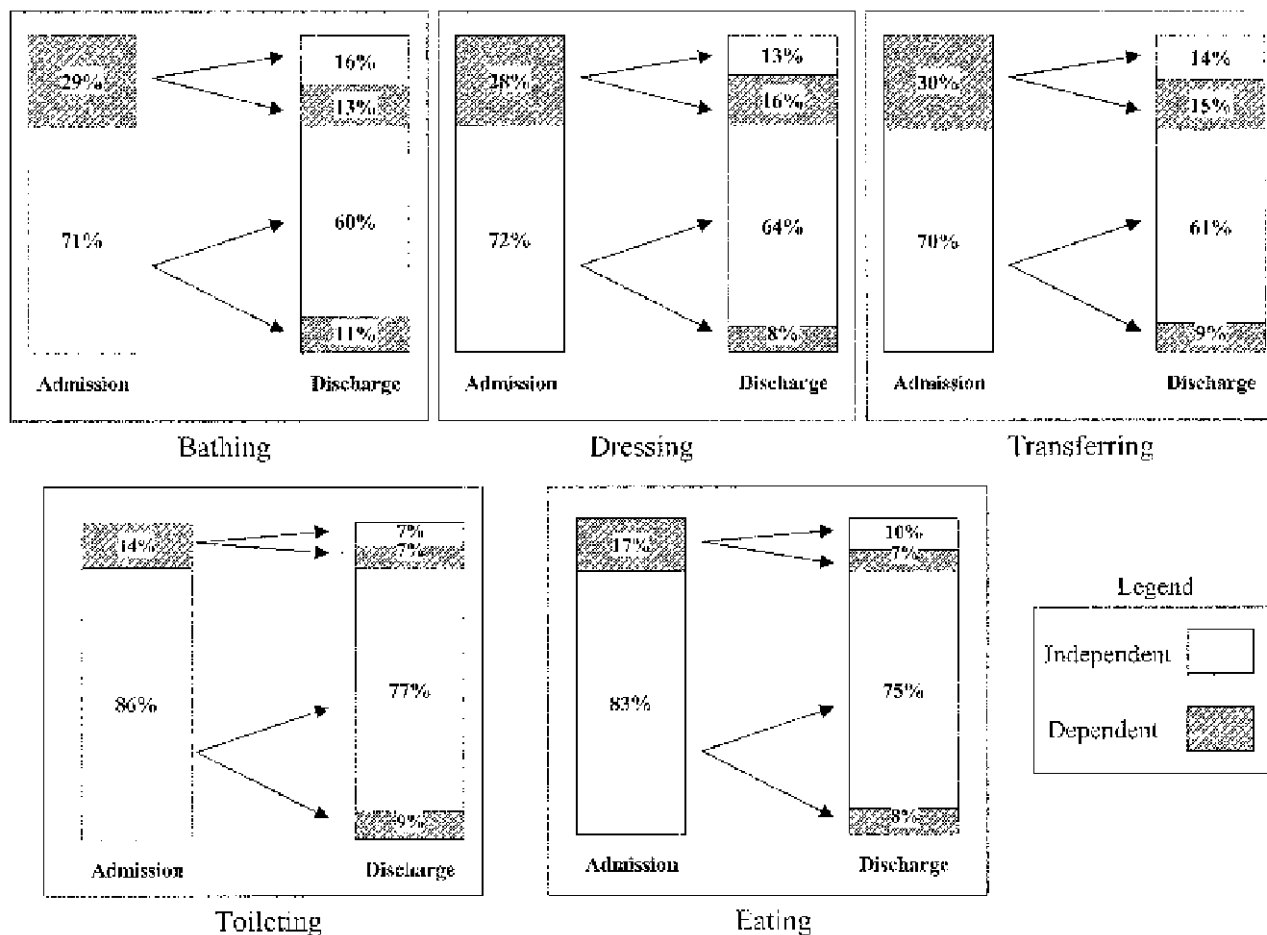 29%
16%
13%
71%
60%
11%
Admission
Discharge
Bathing
28%
13%
16%
72%
64%
8%
Admission
Discharge
Dressing
30%
14%
15%
70%
61%
9%
Admission
Discharge
Transferring
14%
7%
7%
86%
77%
9%
Admission
Discharge
Toileting
17%
10%
7%
83%
75%
8%
Admission
Discharge
Eating
Legend
Independent
Dependent